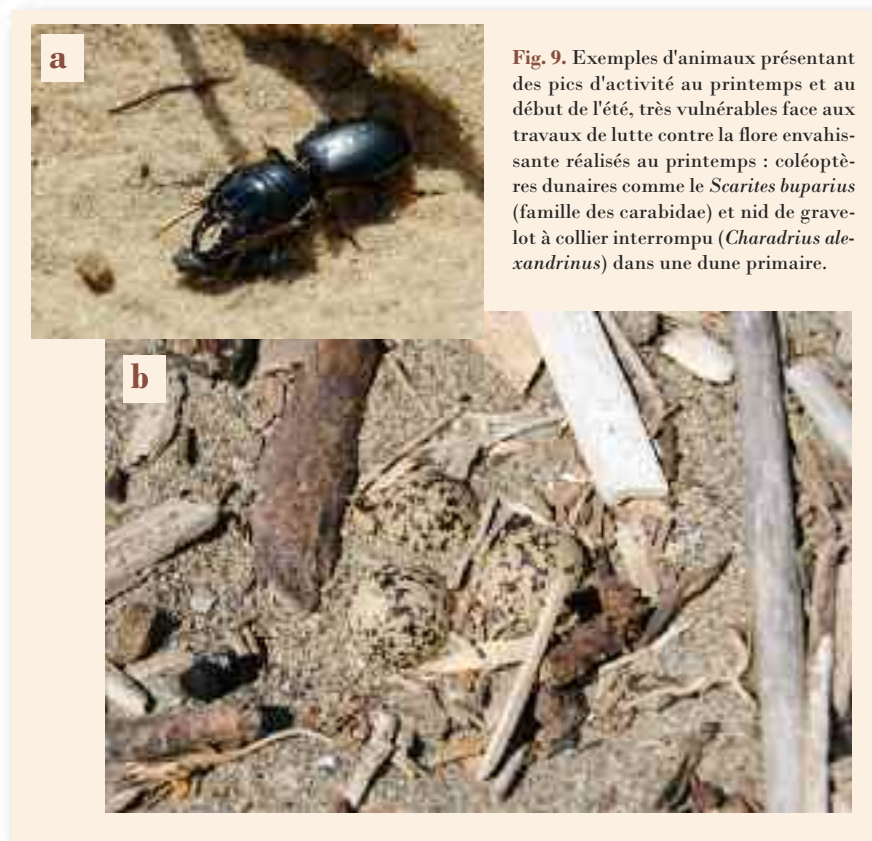 a
Fig. 9. Exemples d'animaux présentant
des pics d'activité au printemps et au
début de l'été, très vulnérables face aux
travaux de lutte contre la flore envahis-
sante réalisés au printemps : coléoptè-
res dunaires comme le Scarites buparius
(famille des carabidae) et nid de grave-
lot à collier interrompu (Charadrius ale-
xandrinus) dans une dune primaire.
b